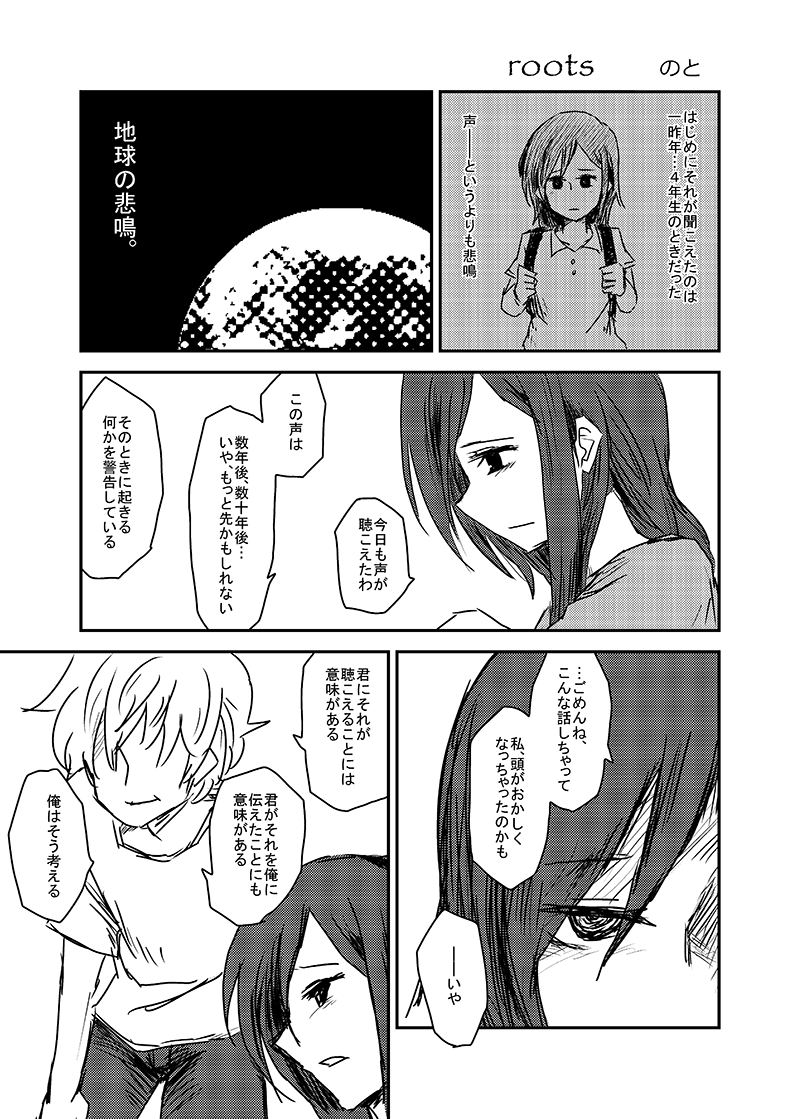 roots　のと
はじめにそれが聞こえたのは
一昨年…４年生のときだった
声――というよりも悲鳴
地球の悲鳴。
今日も声が
聴こえたわ
この声は
数年後、数十年後…
いや、もっと先かもしれない
そのときに起きる
何かを警告している
…ごめんね、
こんな話しちゃって
私、頭がおかしく
なっちゃったのかも
――いや
君にそれが
聴こえることには
意味がある
君がそれを俺に
伝えたことにも
意味がある
俺はそう考える